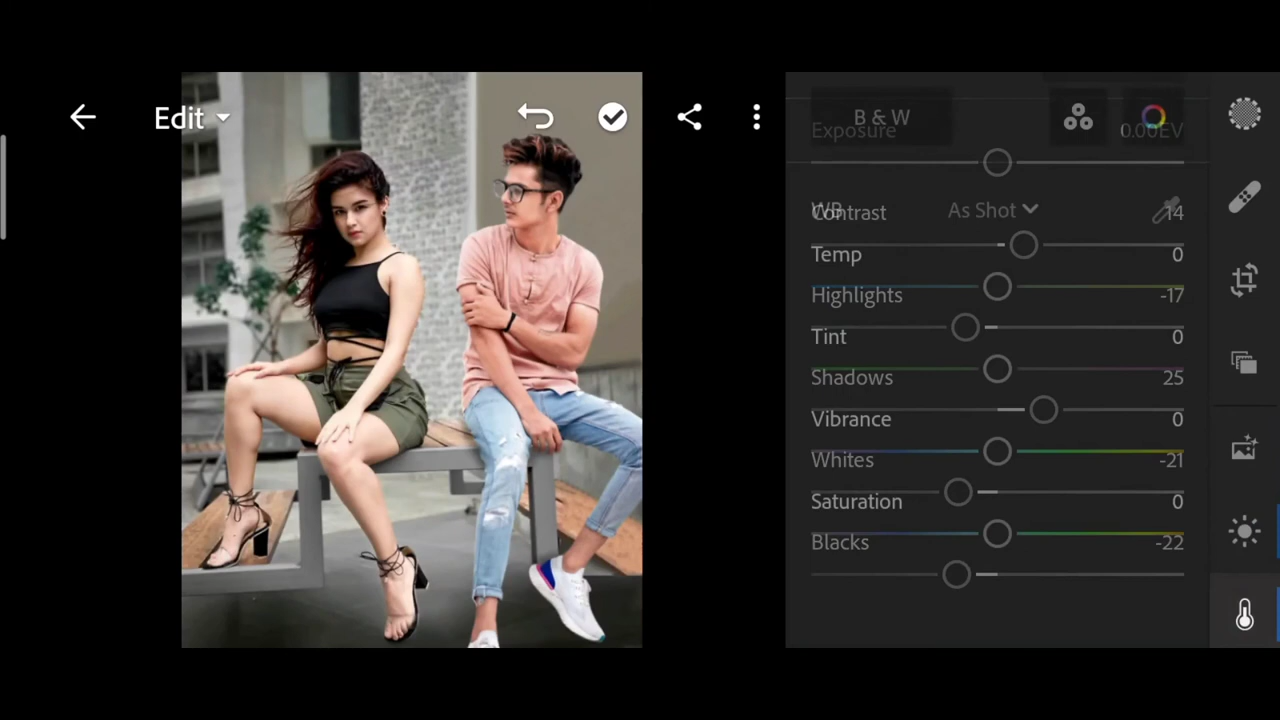 Edit
B & W
Exposure 0.00EV
WB As Shot
Contrast 14
Temp 0
Highlights -17
Tint 0
Shadows 25
Vibrance 0
Whites -21
Saturation 0
Blacks -22